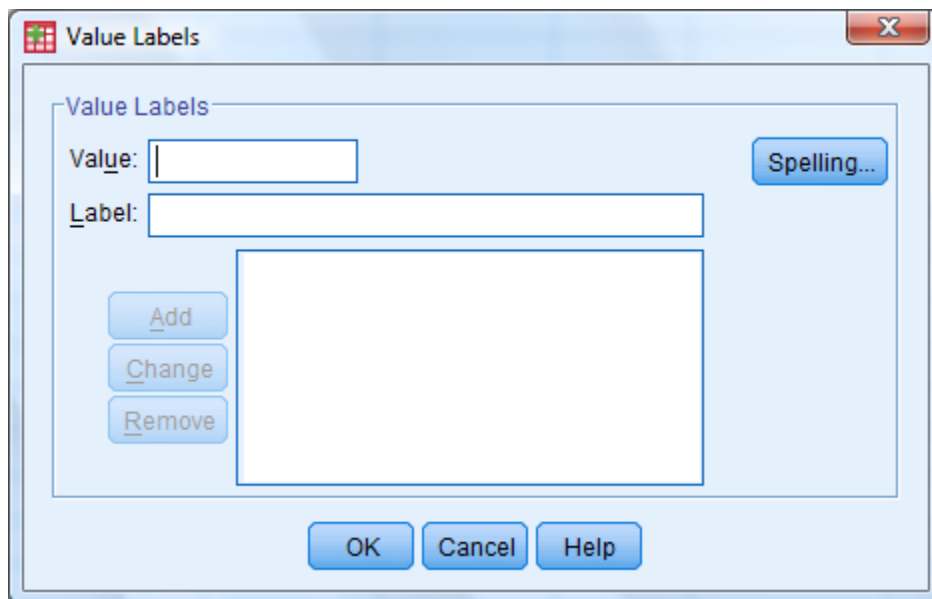 Value Labels
Value Labels
Value:
Spelling...
Label:
Add
Change
Remove
OK Cancel Help